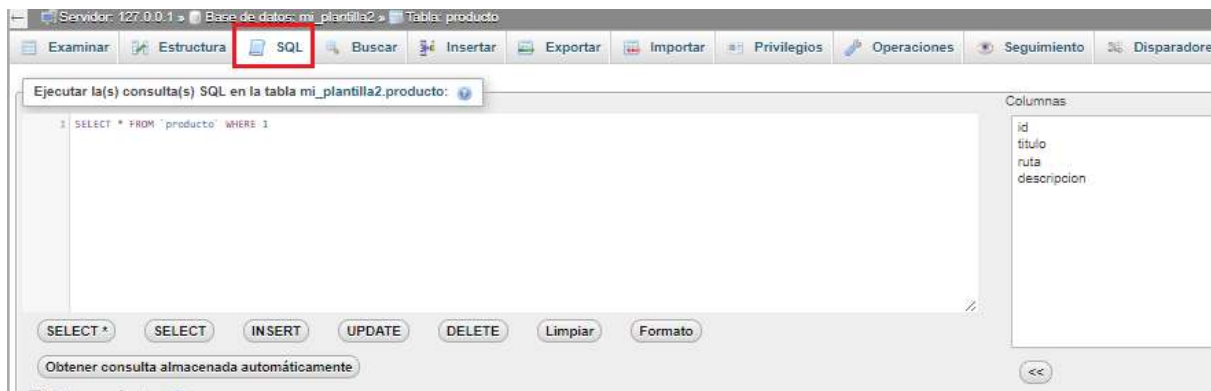 Servidor: 127.0.0.1 » Base de datos: mi_plantilla2 » Tabla: producto
Examinar Estructura SQL Buscar Insertar Exportar Importar Privilegios Operaciones Seguimiento Disparadore
Ejecutar la(s) consulta(s) SQL en la tabla mi_plantilla2.producto:
Columnas
1 SELECT * FROM `producto` WHERE 1
id
titulo
ruta
descripcion
SELECT * SELECT INSERT UPDATE DELETE Limpiar Formato
Obtener consulta almacenada automáticamente
<<